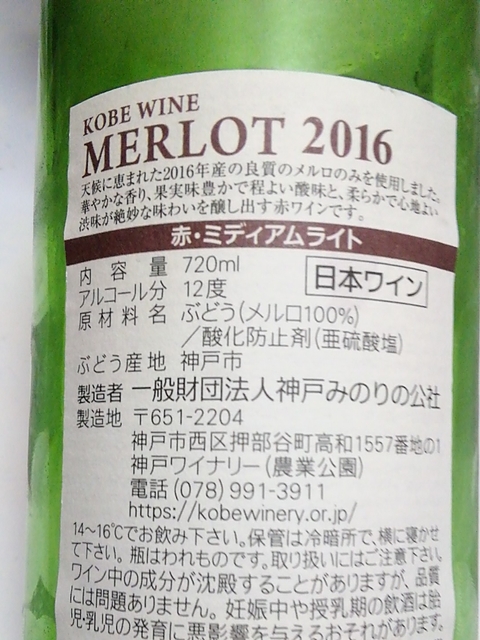 KOBE WINE
MERLOT 2016
天候に恵まれた2016年産の良質のメルロのみを使用しました。
華やかな香り、果実味豊かで程よい酸味と、柔らかで心地よい
渋味が絶妙な味わいを醸し出す赤ワインです。
赤・ミディアムライト
内容量 720ml
日本ワイン
アルコール分 12度
原材料名 ぶどう(メルロ100%)
/酸化防止剤(亜硫酸塩)
ぶどう産地 神戸市
製造者 一般財団法人神戸みのりの公社
製造地 〒651-2204
神戸市西区押部谷町高和1557番地の1
神戸ワイナリー(農業公園)
電話(078)991-3911
https://kobewinery.or.jp/
14~16℃でお飲み下さい。保管は冷暗所で、横に寝かせ
て下さい。瓶はわれものです。取り扱いにはご注意下さい。
ワイン中の成分が沈殿することがありますが、品質
には問題ありません。妊娠中や授乳期の飲酒は胎
児・乳児の発育に悪影響を与えるおそれがあります。